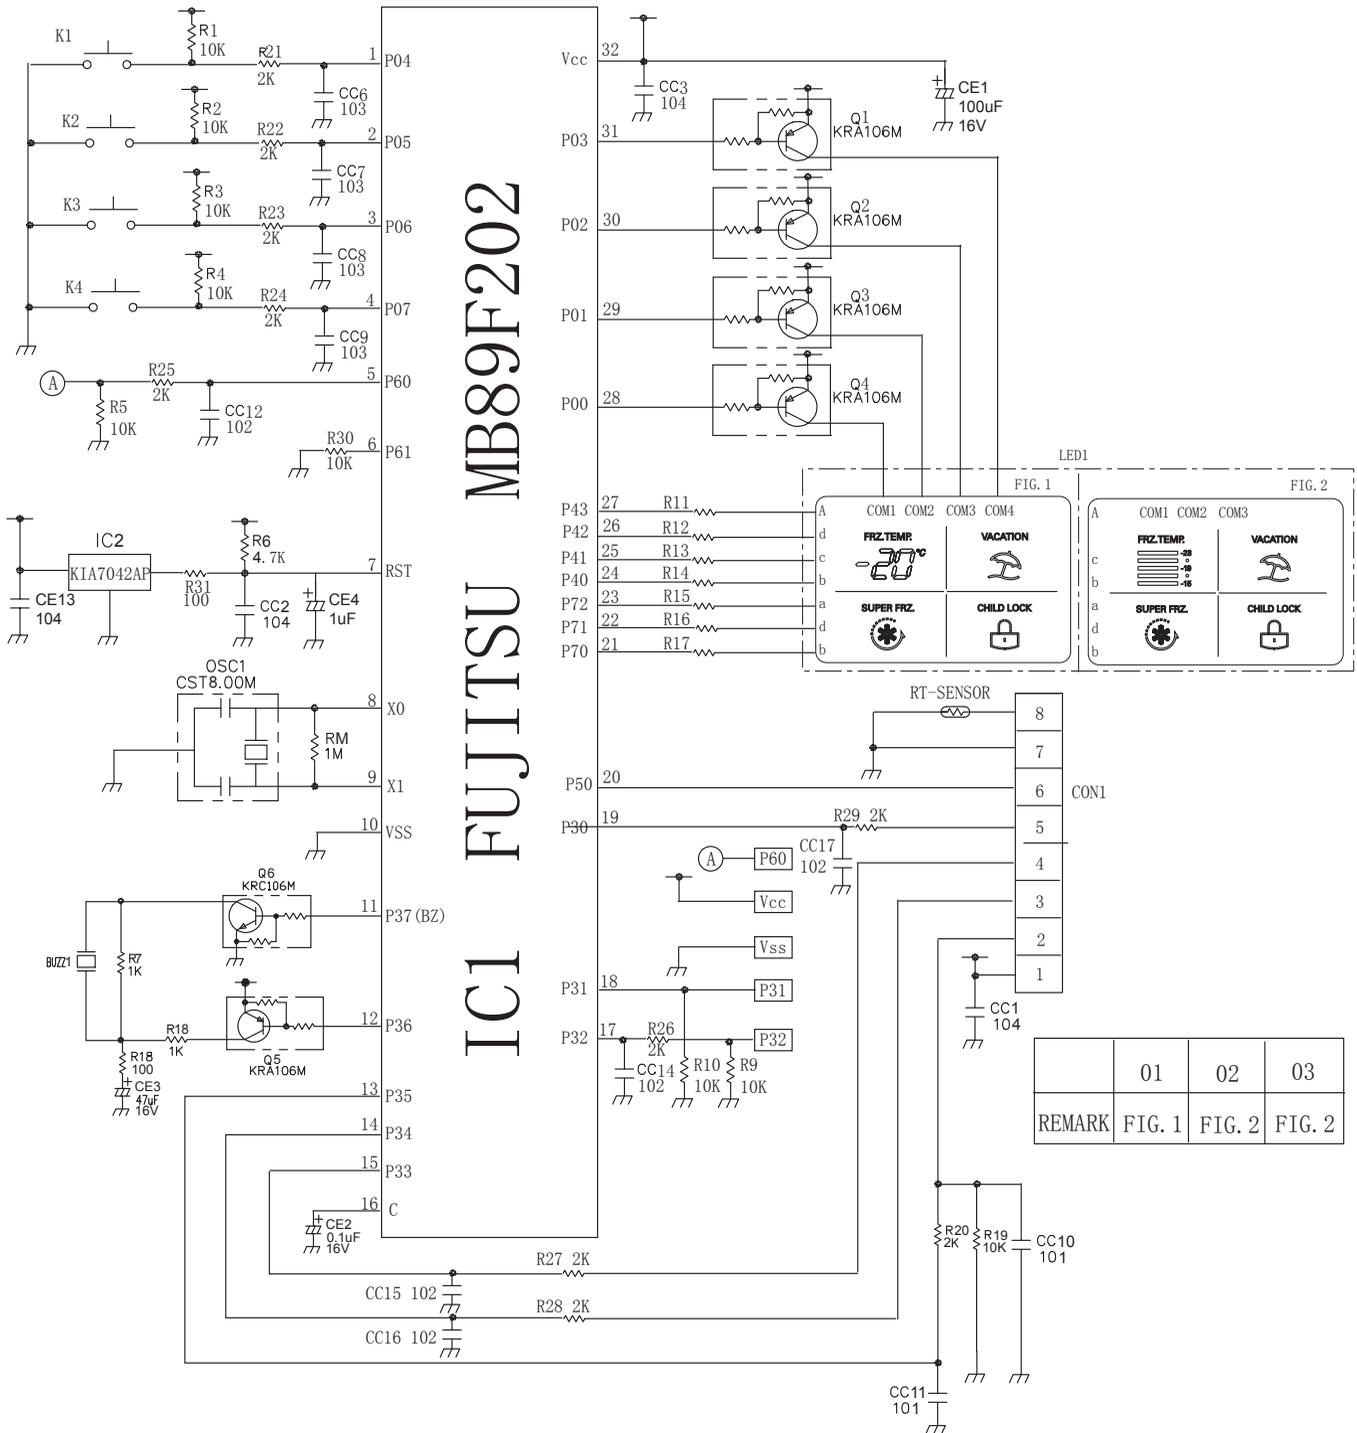 K1
R1
10K
R21
2K
1
P04
CC6
103
K2
R2
10K
R22
2K
2
P05
CC7
103
K3
R3
10K
R23
2K
3
P06
CC8
103
K4
R4
10K
R24
2K
4
P07
CC9
103
A
R25
2K
5
P60
R5
10K
CC12
102
R30
10K
6
P61
IC2
KIA7042AP
R31
100
R6
4.7K
7
RST
CE13
104
CC2
104
+
CE4
1uF
OSC1
CST8.00M
8
X0
RM
1M
9
X1
10
VSS
Q6
KRC106M
11
P37(BZ)
BUZZ1
R7
1K
12
P36
R18
1K
Q5
KRA106M
R18
100
+
CE3
47uF
16V
13
P35
14
P34
15
P33
16
C
+
CE2
0.1uF
16V
IC1 FUJITSU MB89F202
Vcc
32
CC3
104
+
CE1
100uF
16V
P03
31
Q1
KRA106M
P02
30
Q2
KRA106M
P01
29
Q3
KRA106M
P00
28
Q4
KRA106M
LED1
FIG.1
FIG.2
P43
27
R11
P42
26
R12
P41
25
R13
P40
24
R14
P72
23
R15
P71
22
R16
P70
21
R17
A
COM1 COM2 COM3 COM4
d
c
b
a
d
b
FRZ.TEMP.
VACATION
-20°C
SUPER FRZ.
CHILD LOCK
A
COM1 COM2 COM3
c
b
a
d
b
FRZ.TEMP.
VACATION
-23
-19
-15
SUPER FRZ.
CHILD LOCK
RT-SENSOR
8
7
6
5
4
3
2
1
CON1
P50
20
P30
19
R29 2K
CC17
102
A
P60
Vcc
Vss
P31
18
P31
P32
17
R26
2K
P32
CC14
102
R10
10K
R9
10K
CC1
104
01 02 03
REMARK FIG.1 FIG.2 FIG.2
R20
2K
R19
10K
CC10
101
R27 2K
CC15 102
R28 2K
CC16 102
CC11
101